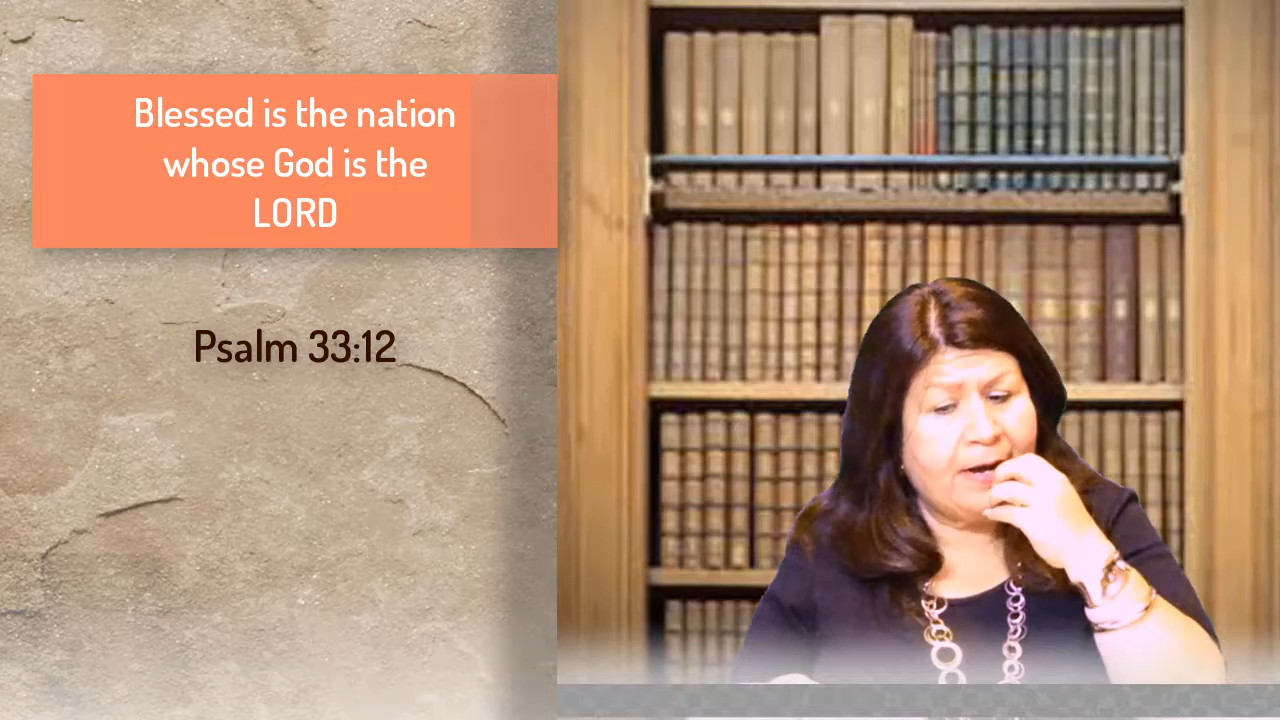 Blessed is the nation
whose God is the
LORD
Psalm 33:12